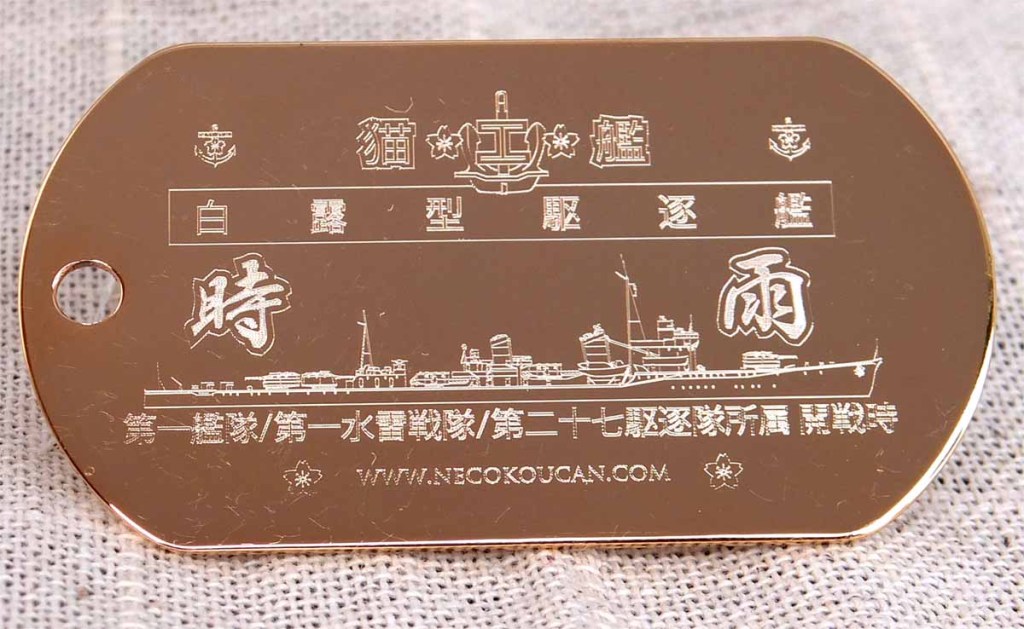 貓工艦
白露型駆逐艦
時雨
第一艦隊/第一水雷戦隊/第二十七駆逐隊所属 開戦時
WWW.NECOKOUCAN.COM